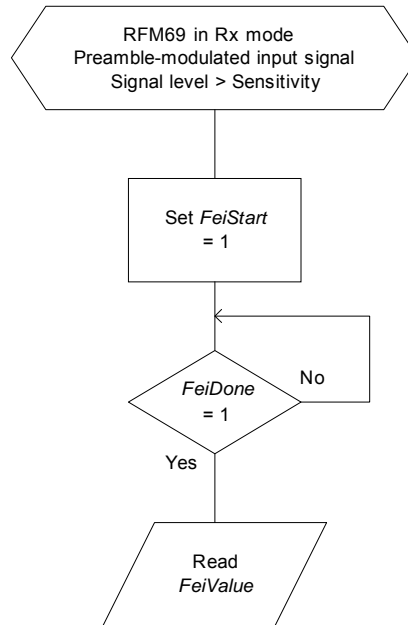 RFM69 in Rx mode
Preamble-modulated input signal
Signal level > Sensitivity
Set FeiStart
= 1
FeiDone
= 1
No
Yes
Read
FeiValue